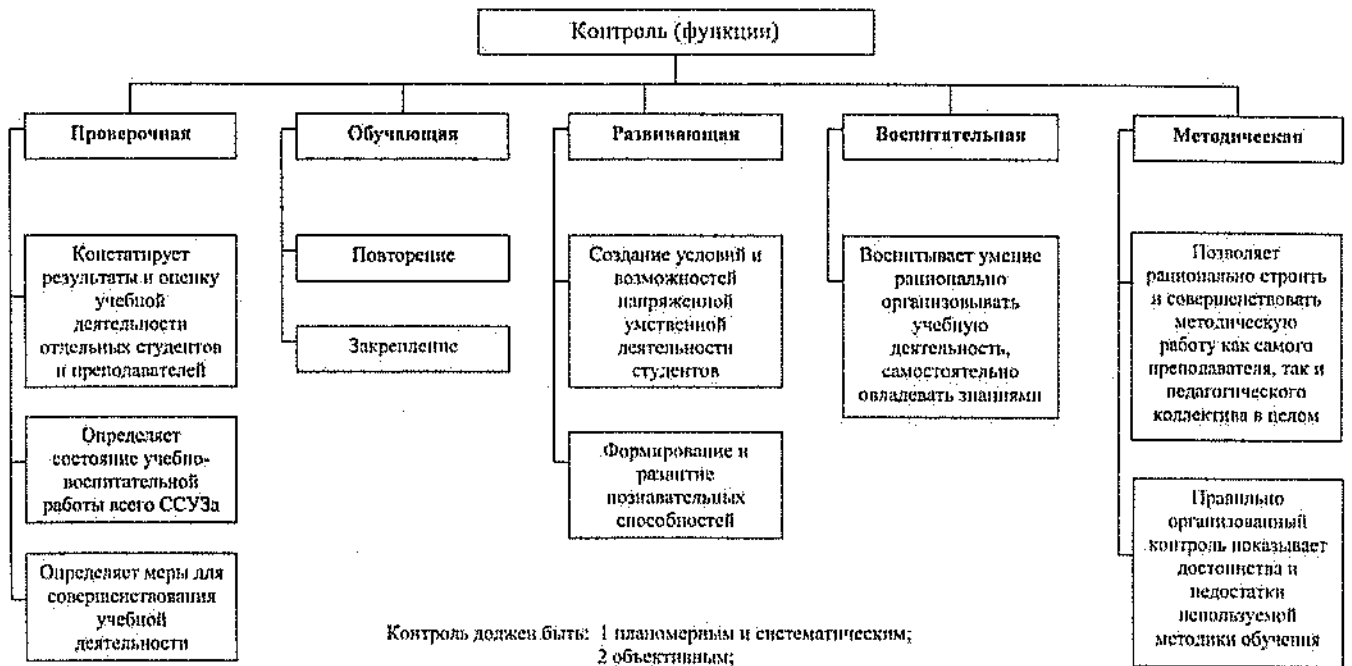 Контроль (функции)
Проверочная
Обучающая
Развивающая
Воспитательная
Методическая
Констатирует
результаты и оценку
учебной
деятельности
отдельных студентов
и преподавателей
Определяет
состояние учебно-
воспитательной
работы всего ССУЗа
Определяет меры для
совершенствования
учебной
деятельности
Повторение
Закрепление
Создание условий и
возможностей
напряженной
умственной
деятельности
студентов
Формирование и
развитие
познавательных
способностей
Воспитывает умение
рационально
организовывать
учебную
деятельность,
самостоятельно
овладевать знаниями
Позволяет
рационально строить
и совершенствовать
методическую
работу как самого
преподавателя, так и
педагогического
коллектива в целом
Правильно
организованный
контроль показывает
достоинства и
недостатки
используемой
методики обучения
Контроль должен быть: 1 планомерным и систематическим;
2 объективным;